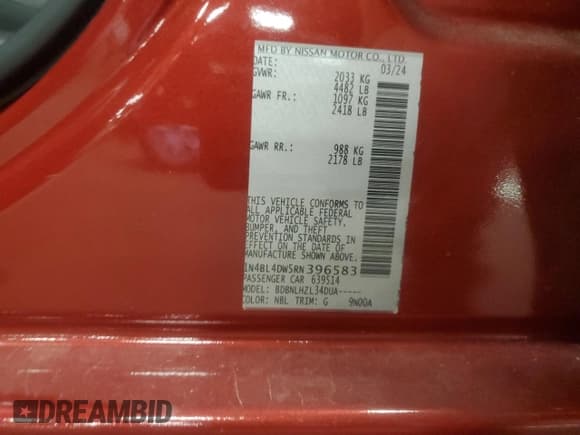 MFD BY NISSAN MOTOR CO., LTD.
DATE: 03/24
GVWR: 2033 KG
4482 LB
GAWR FR.: 1097 KG
2418 LB
GAWR RR.: 988 KG
2178 LB
THIS VEHICLE CONFORMS TO
ALL APPLICABLE FEDERAL
MOTOR VEHICLE SAFETY,
BUMPER, AND THEFT
PREVENTION STANDARDS IN
EFFECT ON THE DATE OF
MANUFACTURE SHOWN ABOVE.
1N4BL4DW5RN396583
PASSENGER CAR 639514
MODEL: BDBNLHZL34DUA-----
COLOR: NBL TRIM: G 9N00A
DREAMBID